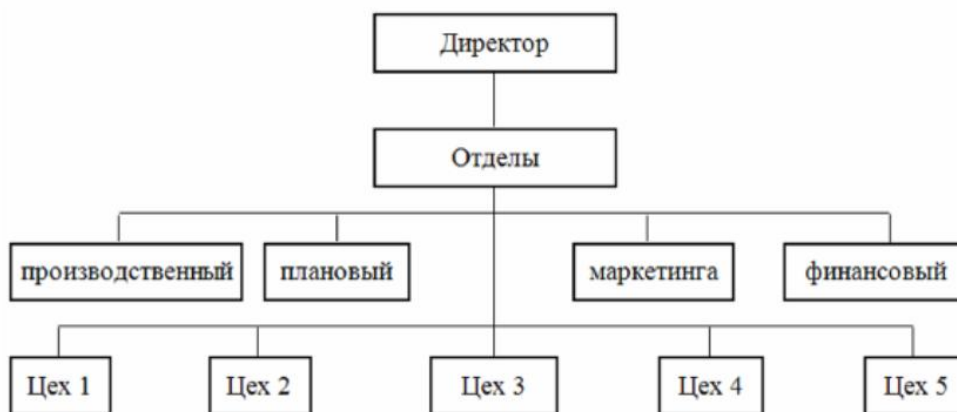 Директор
Отделы
производственный
плановый
маркетинга
финансовый
Цех 1
Цех 2
Цех 3
Цех 4
Цех 5